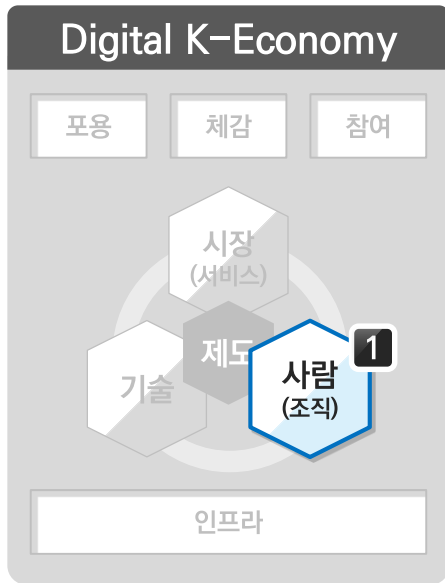 Digital K-Economy
포용
체감
참여
시장
(서비스)
제도
기술
사람
(조직)
1
인프라